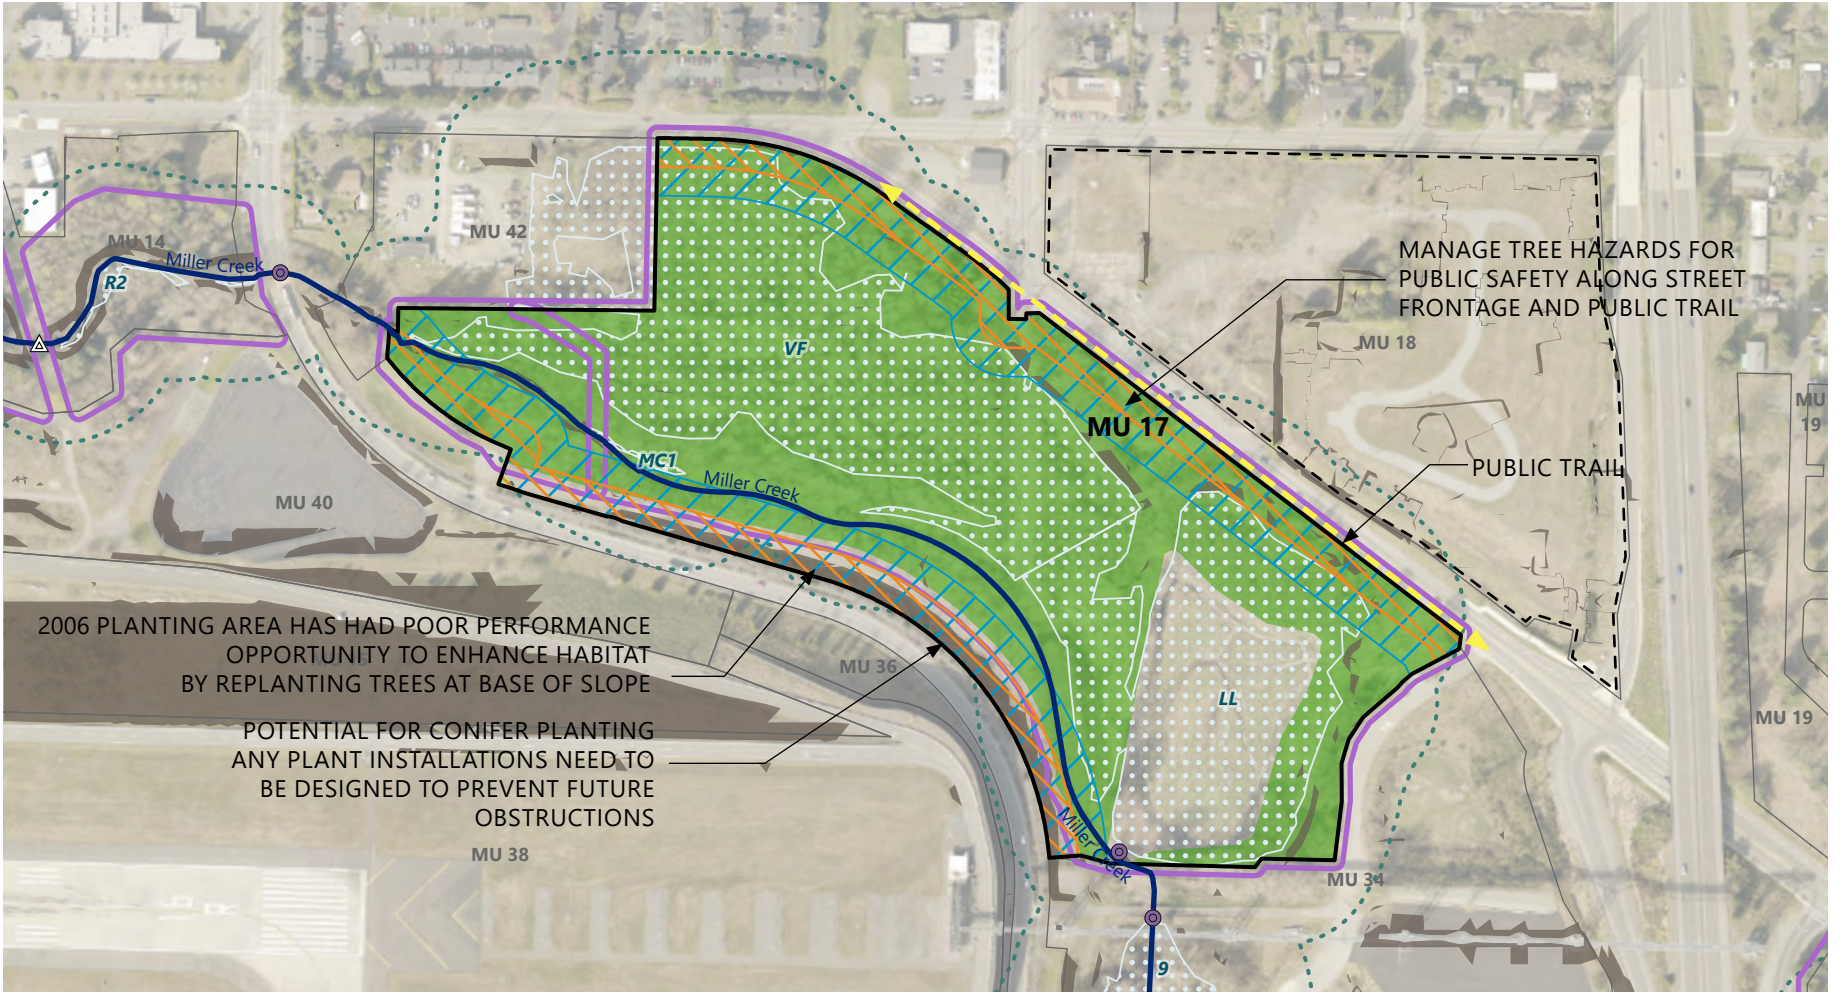 MU 14
Miller Creek
R2
MU 42
MANAGE TREE HAZARDS FOR
PUBLIC SAFETY ALONG STREET
FRONTAGE AND PUBLIC TRAIL
VF
MU 18
MU 17
MU
19
MC1
Miller Creek
PUBLIC TRAIL
MU 40
2006 PLANTING AREA HAS HAD POOR PERFORMANCE
OPPORTUNITY TO ENHANCE HABITAT
BY REPLANTING TREES AT BASE OF SLOPE
MU 36
LL
MU 19
POTENTIAL FOR CONIFER PLANTING
ANY PLANT INSTALLATIONS NEED TO
BE DESIGNED TO PREVENT FUTURE
OBSTRUCTIONS
Miller Creek
MU 38
MU 34
9